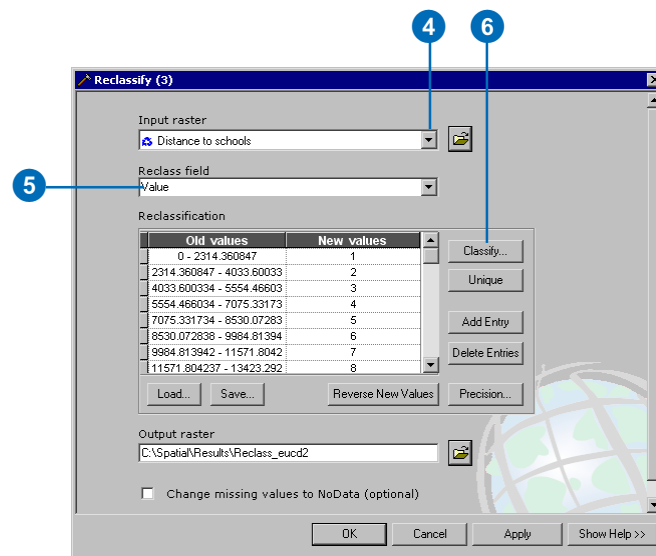 4 6
Reclassify (3)
Input raster
Distance to schools
Reclass field
5
Value
Reclassification
Old values New values
0 - 2314.360847 1
2314.360847 - 4033.60033 2
4033.600334 - 5554.46603 3
5554.466034 - 7075.33173 4
7075.331734 - 8530.07283 5
8530.072838 - 9984.81394 6
9984.813942 - 11571.8042 7
11571.804237 - 13423.292 8
Classify...
Unique
Add Entry
Delete Entries
Load... Save... Reverse New Values Precision...
Output raster
C:\Spatial\Results\Reclass_eucd2
Change missing values to NoData (optional)
OK Cancel Apply Show Help >>